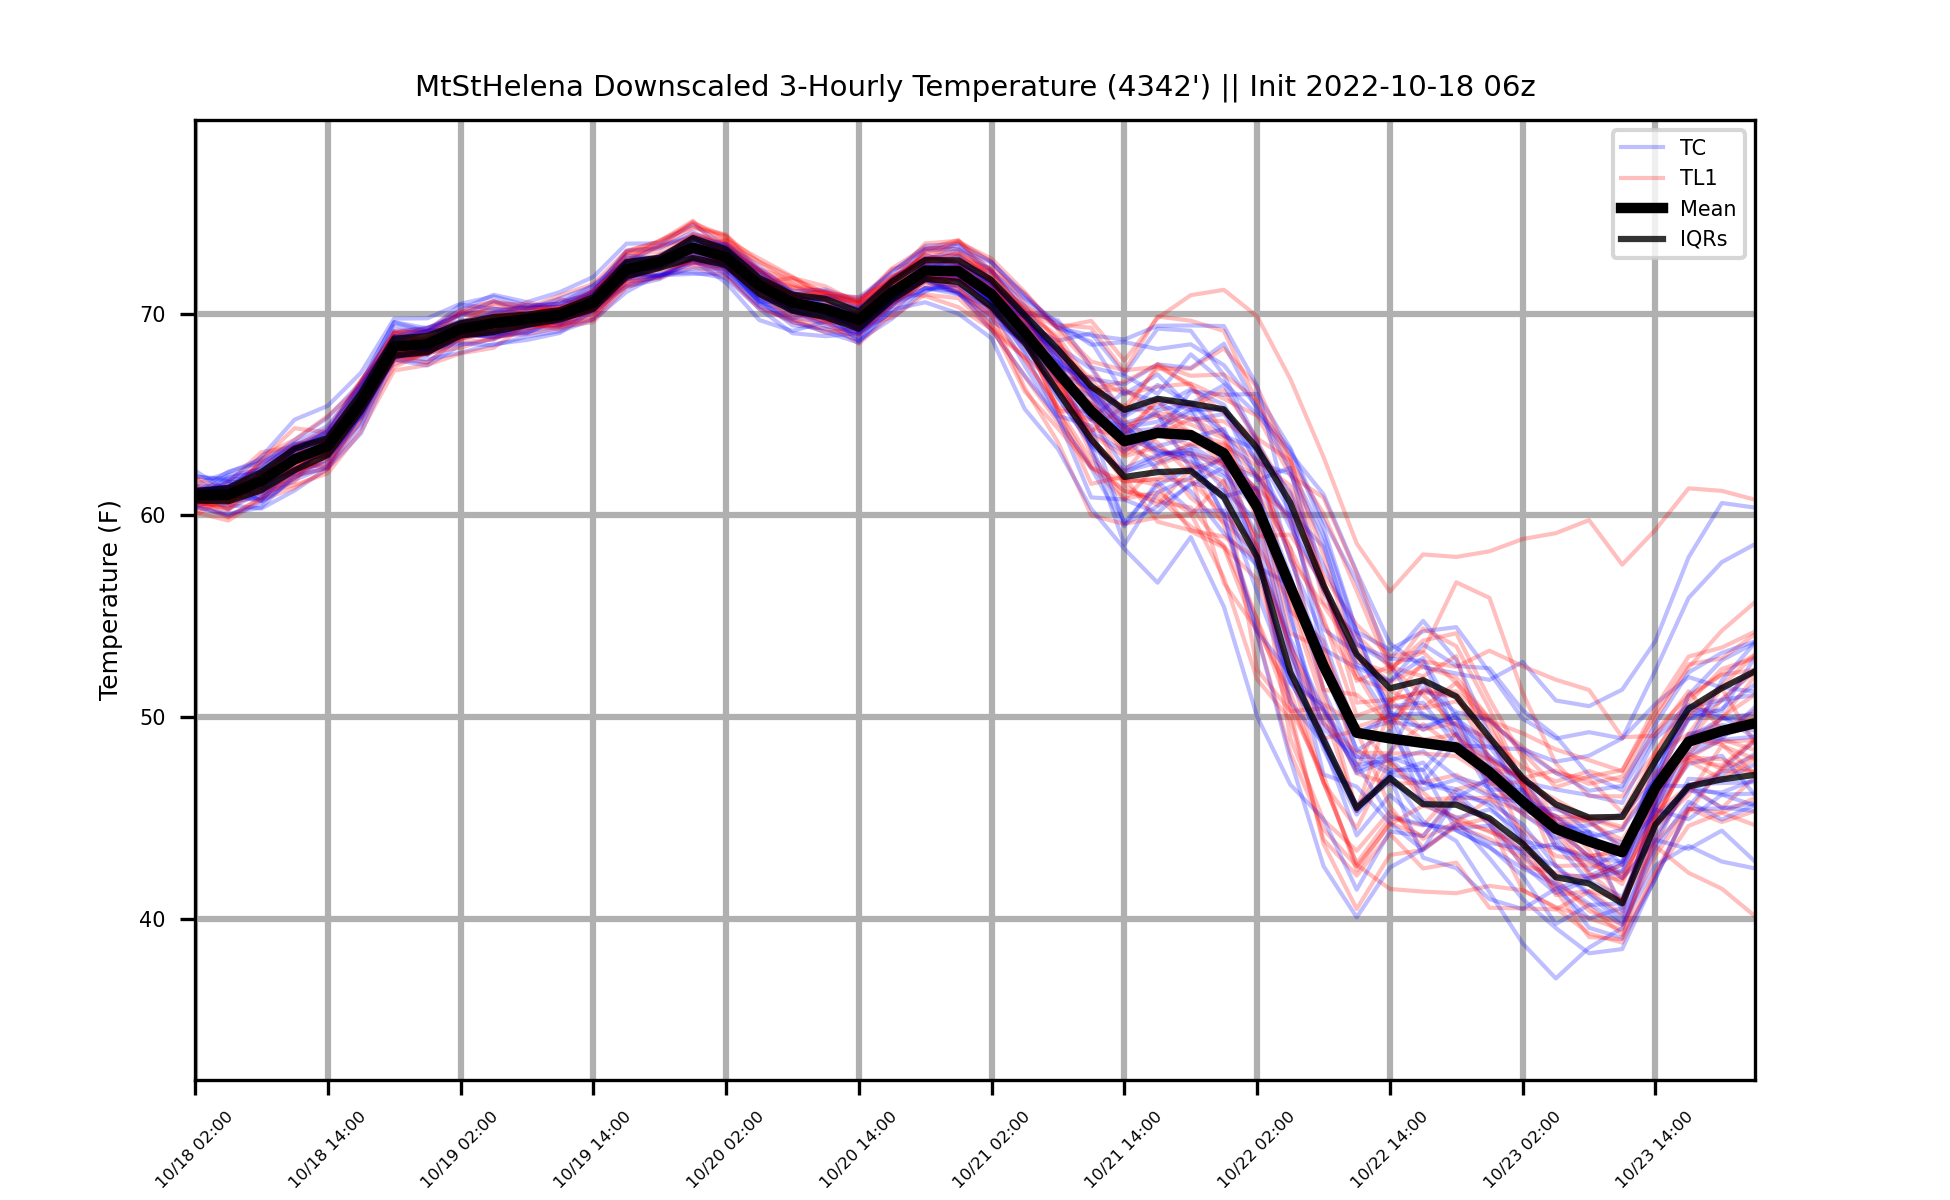 MtStHelena Downscaled 3-Hourly Temperature (4342') || Init 2022-10-18 06z
TC
TL1
Mean
IQRs
Temperature (F)
70
60
50
40
10/18 02:00
10/18 14:00
10/19 02:00
10/19 14:00
10/20 02:00
10/20 14:00
10/21 02:00
10/21 14:00
10/22 02:00
10/22 14:00
10/23 02:00
10/23 14:00